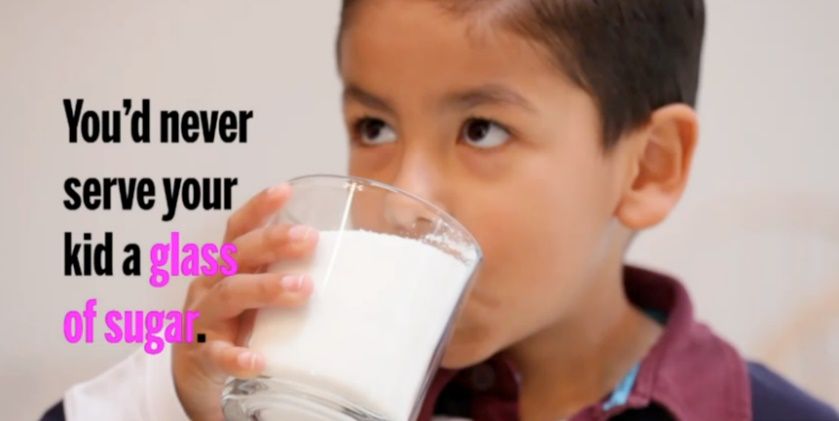 You'd never
serve your
kid a glass
of sugar.